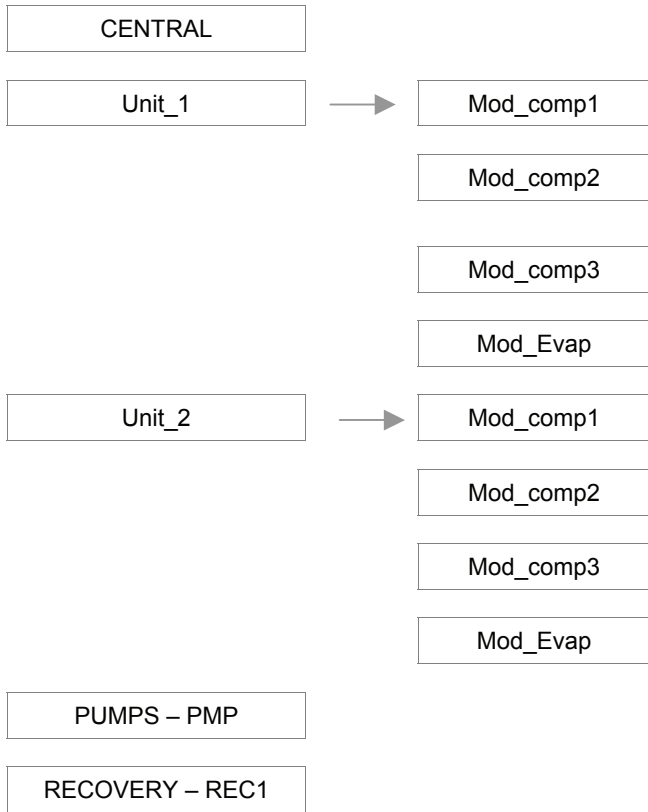 CENTRAL
Unit_1
Mod_comp1
Mod_comp2
Mod_comp3
Mod_Evap
Unit_2
Mod_comp1
Mod_comp2
Mod_comp3
Mod_Evap
PUMPS – PMP
RECOVERY – REC1